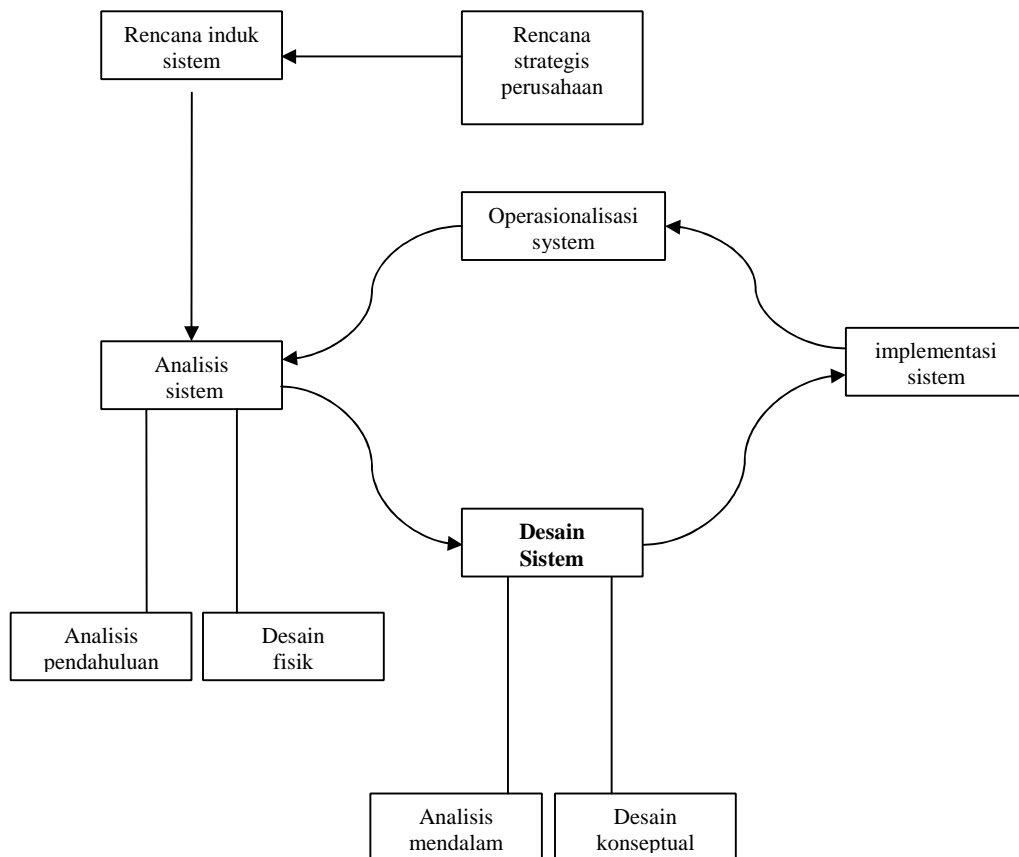 Rencana induk
sistem
Rencana
strategis
perusahaan
Operasionalisasi
system
Analisis
sistem
implementasi
sistem
Desain
Sistem
Analisis
pendahuluan
Desain
fisik
Analisis
mendalam
Desain
konseptual